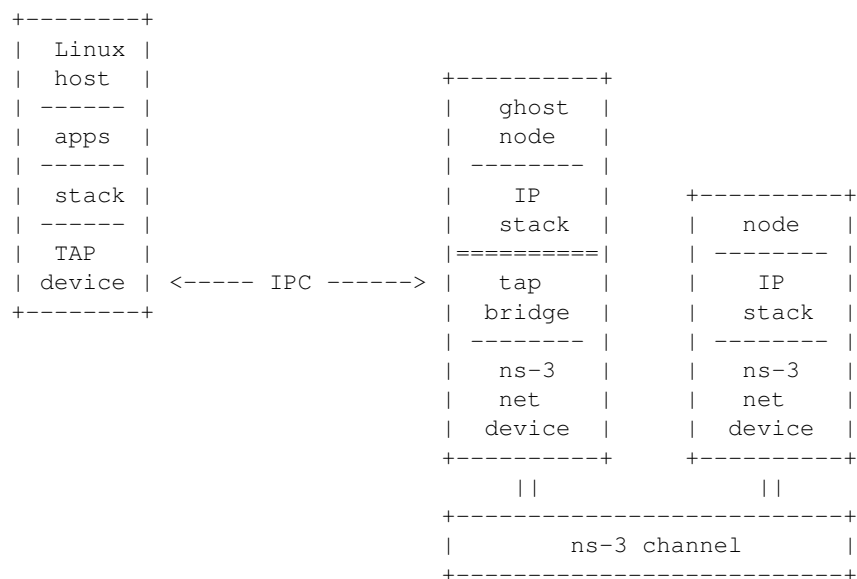 +--------+
|  Linux |
|  host  |                    +----------+
| ------ |                    |   ghost  |
|  apps  |                    |   node   |
| ------ |                    | -------- |
|  stack |                    |    IP    |     +----------+
| ------ |                    |   stack  |     |   node   |
|  TAP   |                    |==========|     | -------- |
| device | <----- IPC ------> |   tap    |     |    IP    |
+--------+                    |  bridge  |     |   stack  |
                              | -------- |     | -------- |
                              |   ns-3   |     |   ns-3   |
                              |   net    |     |   net    |
                              |  device  |     |  device  |
                              +----------+     +----------+
                                   ||               ||
                              +---------------------------+
                              |        ns-3 channel       |
                              +---------------------------+